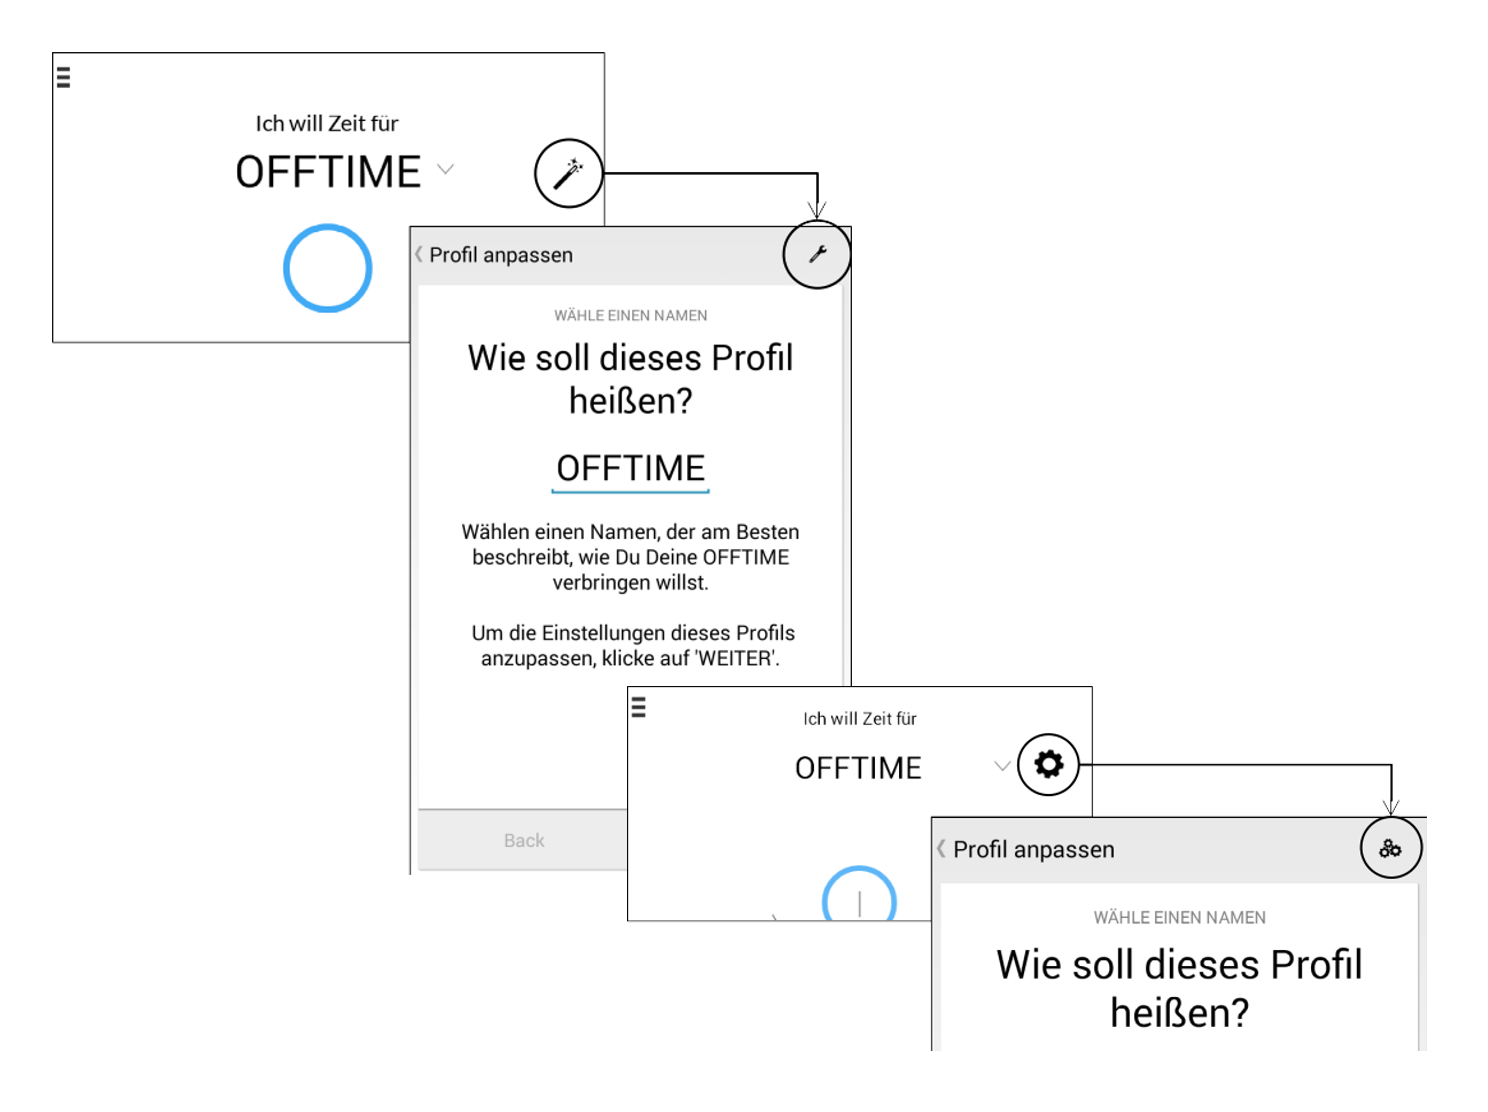 Ich will Zeit für
OFFTIME
Profil anpassen
WÄHLE EINEN NAMEN
Wie soll dieses Profil
heißen?
OFFTIME
Wählen einen Namen, der am Besten
beschreibt, wie Du Deine OFFTIME
verbringen willst.
Um die Einstellungen dieses Profils
anzupassen, klicke auf 'WEITER'.
Back
Ich will Zeit für
OFFTIME
Profil anpassen
WÄHLE EINEN NAMEN
Wie soll dieses Profil
heißen?